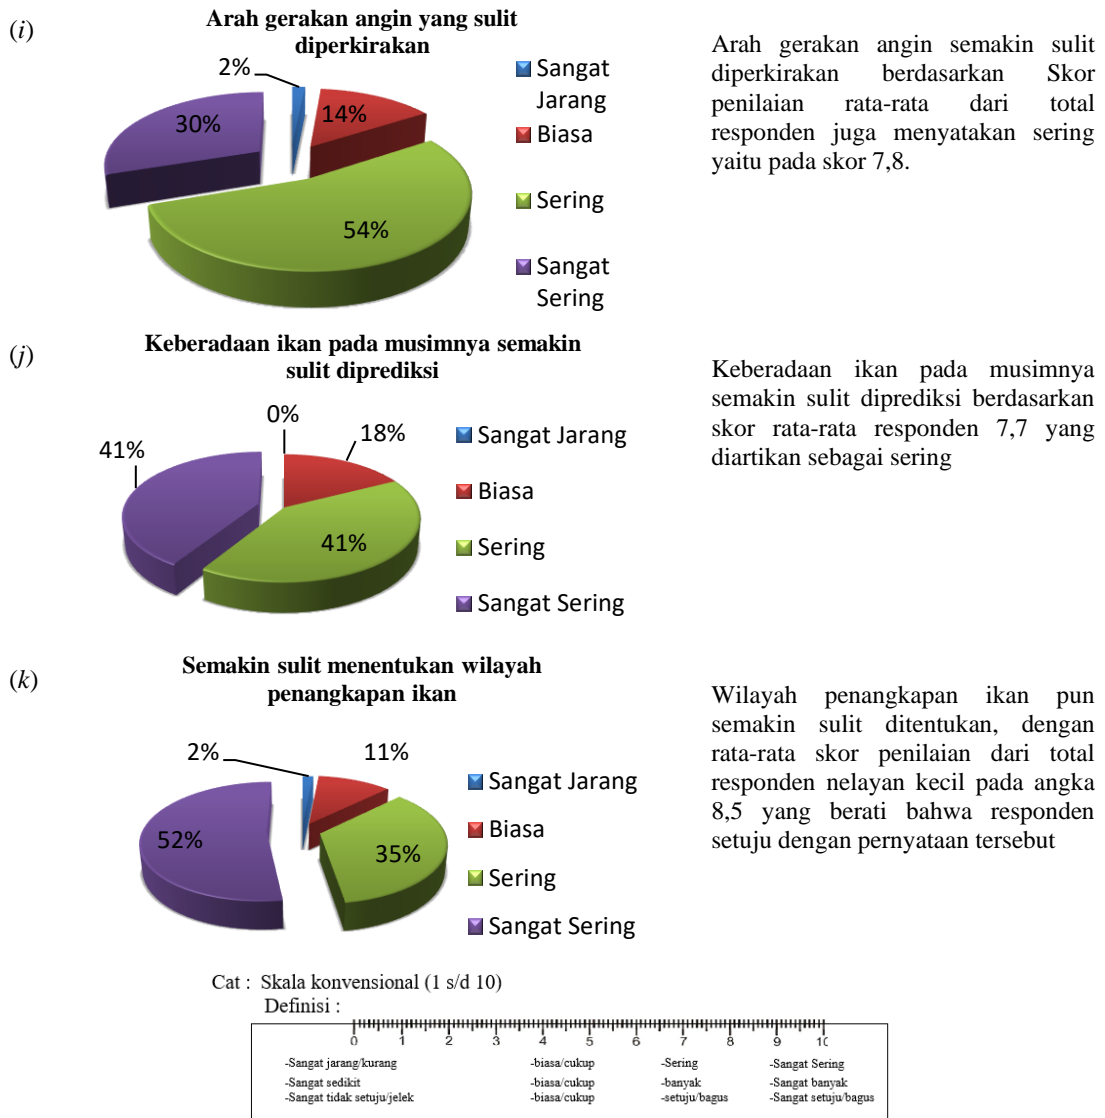 (i)
Arah gerakan angin yang sulit
diperkirakan
2%
14%
30%
54%
Sangat
Jarang
Biasa
Sering
Sangat
Sering
Arah gerakan angin semakin sulit
diperkirakan berdasarkan Skor
penilaian rata-rata dari total
responden juga menyatakan sering
yaitu pada skor 7,8.
(j)
Keberadaan ikan pada musimnya semakin
sulit diprediksi
0%
18%
41%
41%
Sangat Jarang
Biasa
Sering
Sangat Sering
Keberadaan ikan pada musimnya
semakin sulit diprediksi berdasarkan
skor rata-rata responden 7,7 yang
diartikan sebagai sering
(k)
Semakin sulit menentukan wilayah
penangkapan ikan
2%
11%
52%
35%
Sangat Jarang
Biasa
Sering
Sangat Sering
Wilayah penangkapan ikan pun
semakin sulit ditentukan, dengan
rata-rata skor penilaian dari total
responden nelayan kecil pada angka
8,5 yang berati bahwa responden
setuju dengan pernyataan tersebut
Cat : Skala konvensional (1 s/d 10)
Definisi :
0 1 2 3 4 5 6 7 8 9 10
-Sangat jarang/kurang -biasa/cukup -Sering -Sangat Sering
-Sangat sedikit -biasa/cukup -banyak -Sangat banyak
-Sangat tidak setuju/jelek -biasa/cukup -setuju/bagus -Sangat setuju/bagus